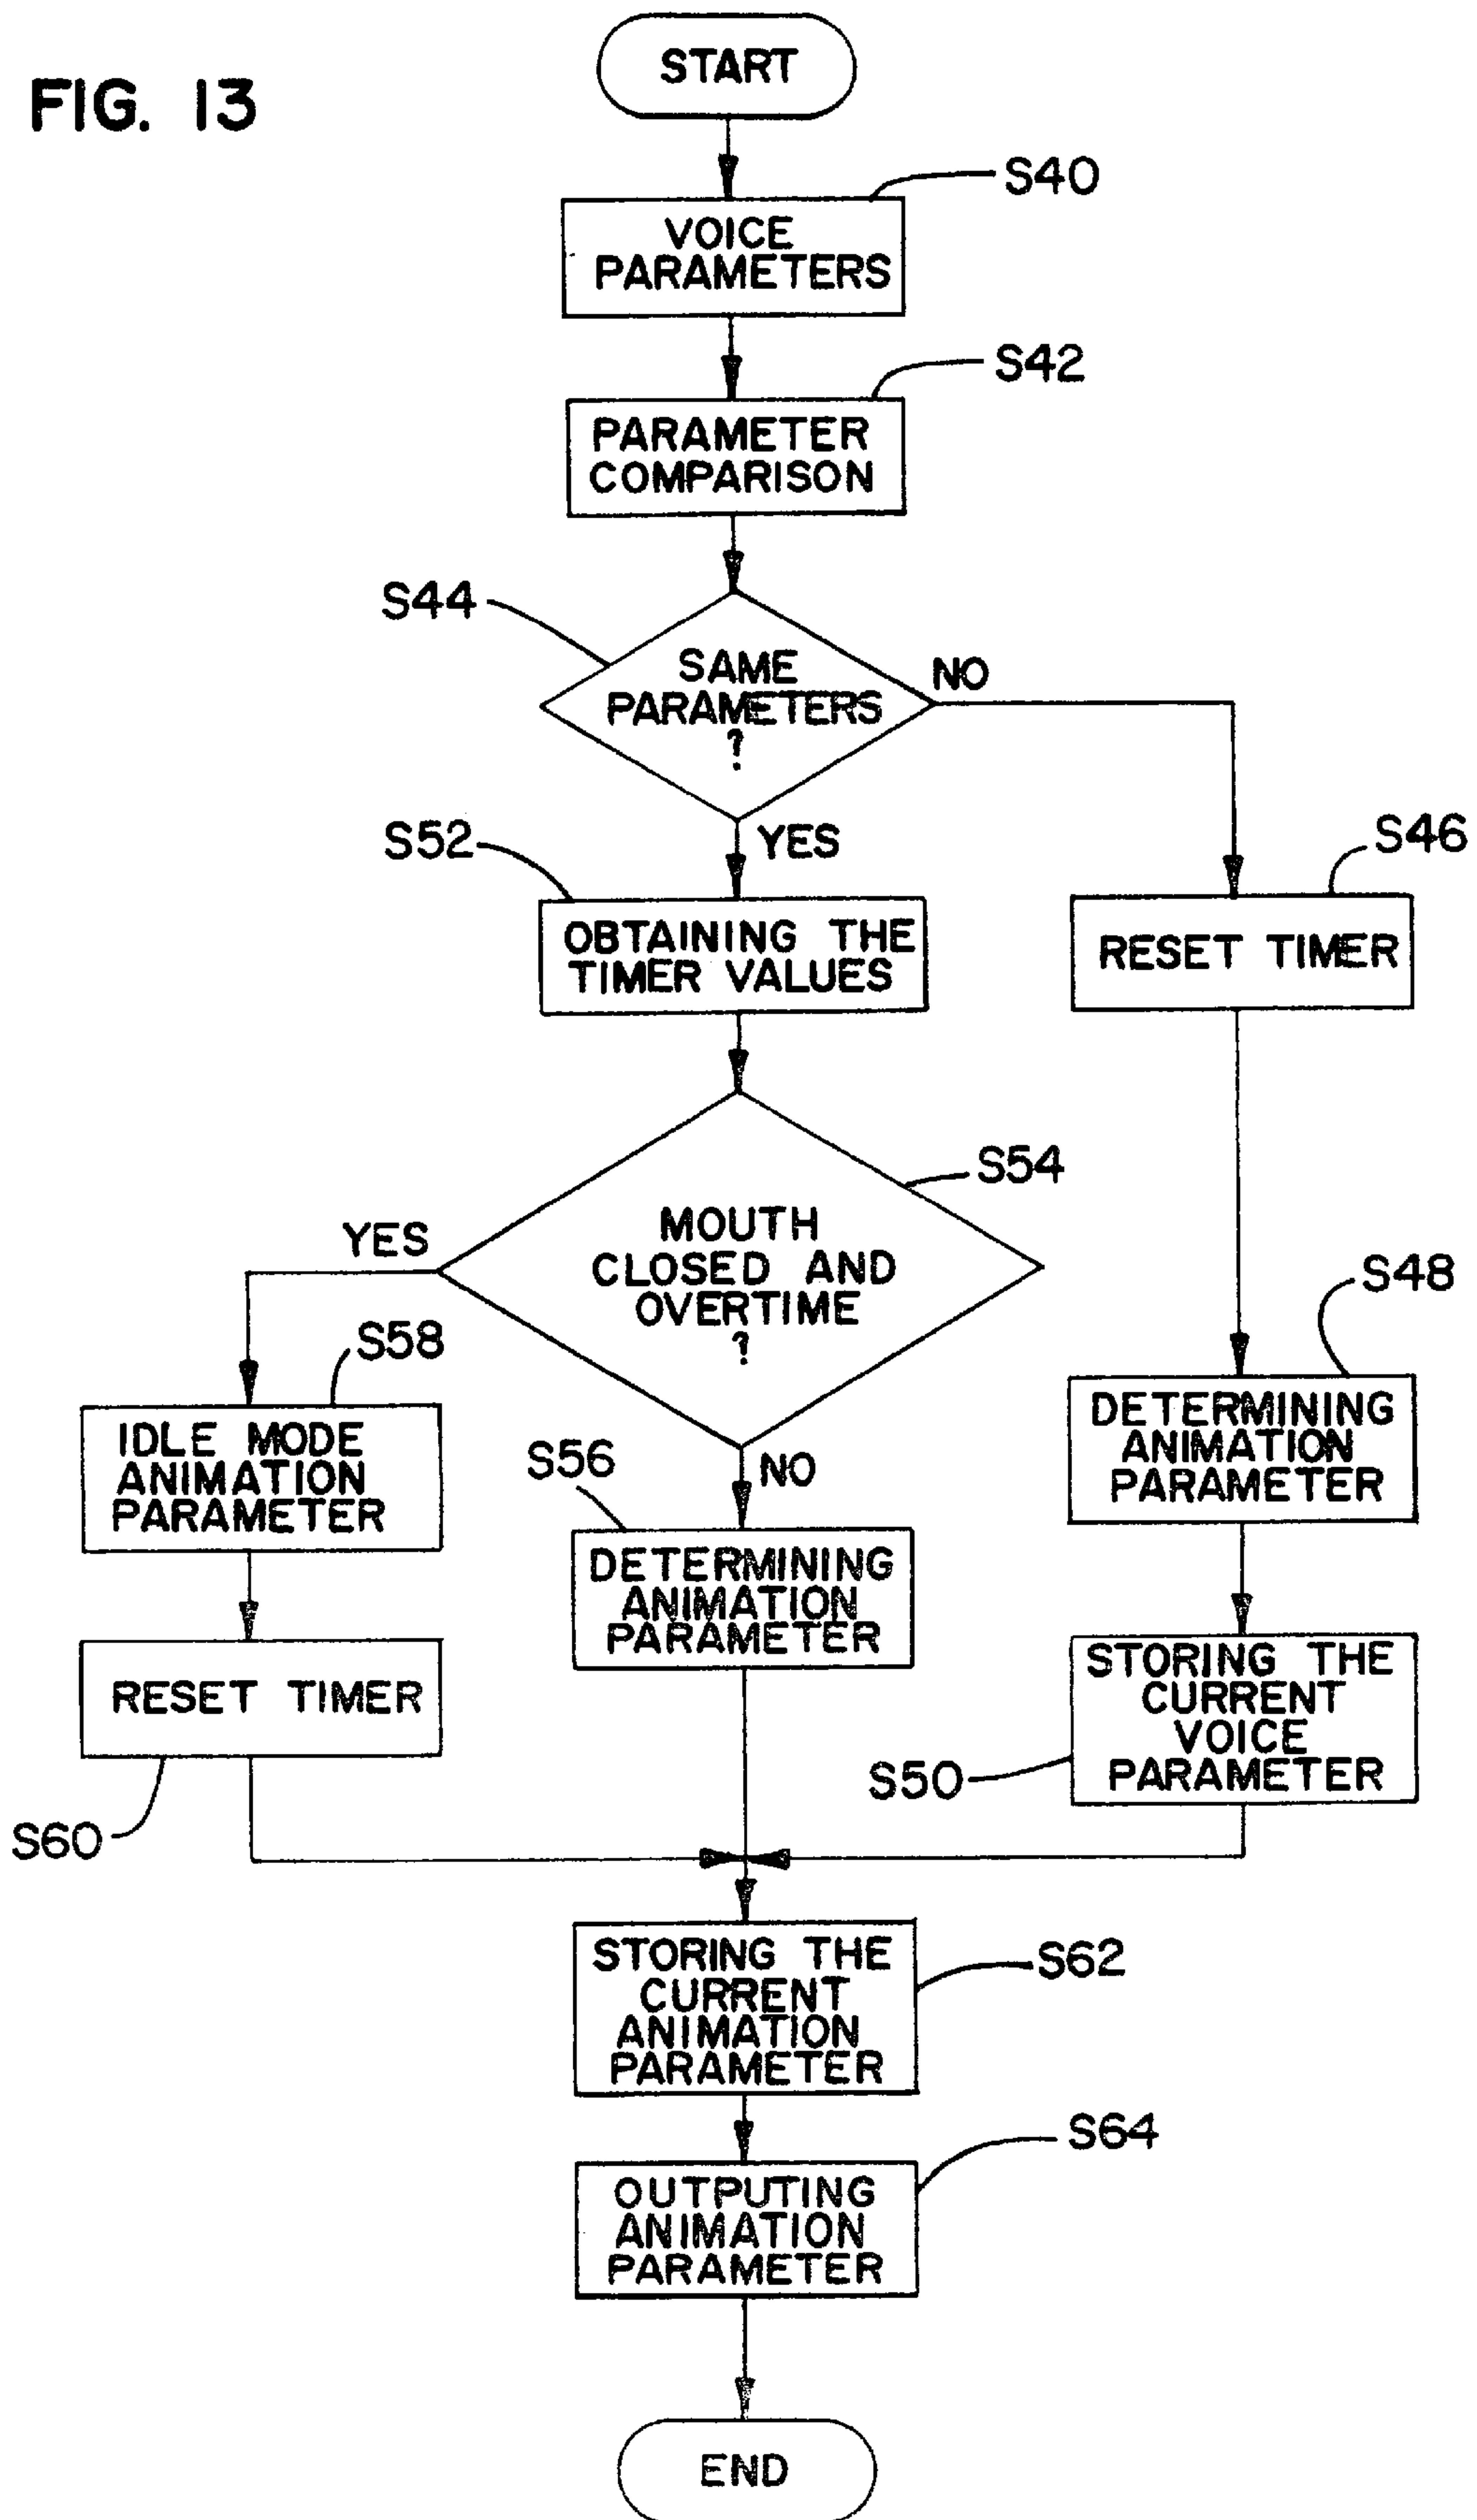 FIG. 13
START
S40
VOICE
PARAMETERS
S42
PARAMETER
COMPARISON
S44
SAME
PARAMETERS
?
NO
YES
S52
OBTAINING THE
TIMER VALUES
S46
RESET TIMER
S54
MOUTH
CLOSED AND
OVERTIME
?
YES
NO
S48
DETERMINING
ANIMATION
PARAMETER
S58
IDLE MODE
ANIMATION
PARAMETER
S56
DETERMINING
ANIMATION
PARAMETER
RESET TIMER
S60
STORING THE
CURRENT
VOICE
PARAMETER
S50
STORING THE
CURRENT
ANIMATION
PARAMETER
S62
S64
OUTPUTING
ANIMATION
PARAMETER
END